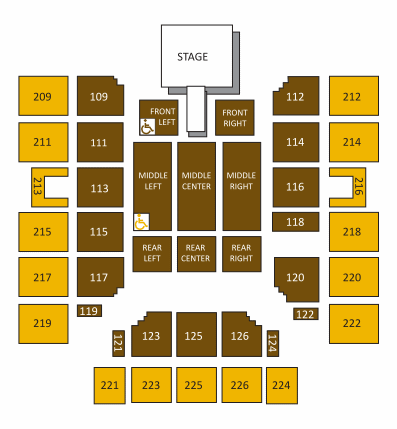 STAGE
209
109
112
212
FRONT
LEFT
FRONT
RIGHT
211
111
114
214
213
113
MIDDLE
LEFT
MIDDLE
CENTER
MIDDLE
RIGHT
116
216
215
115
118
218
217
117
REAR
LEFT
REAR
CENTER
REAR
RIGHT
120
220
219
119
122
222
121
123
125
126
124
221
223
225
226
224